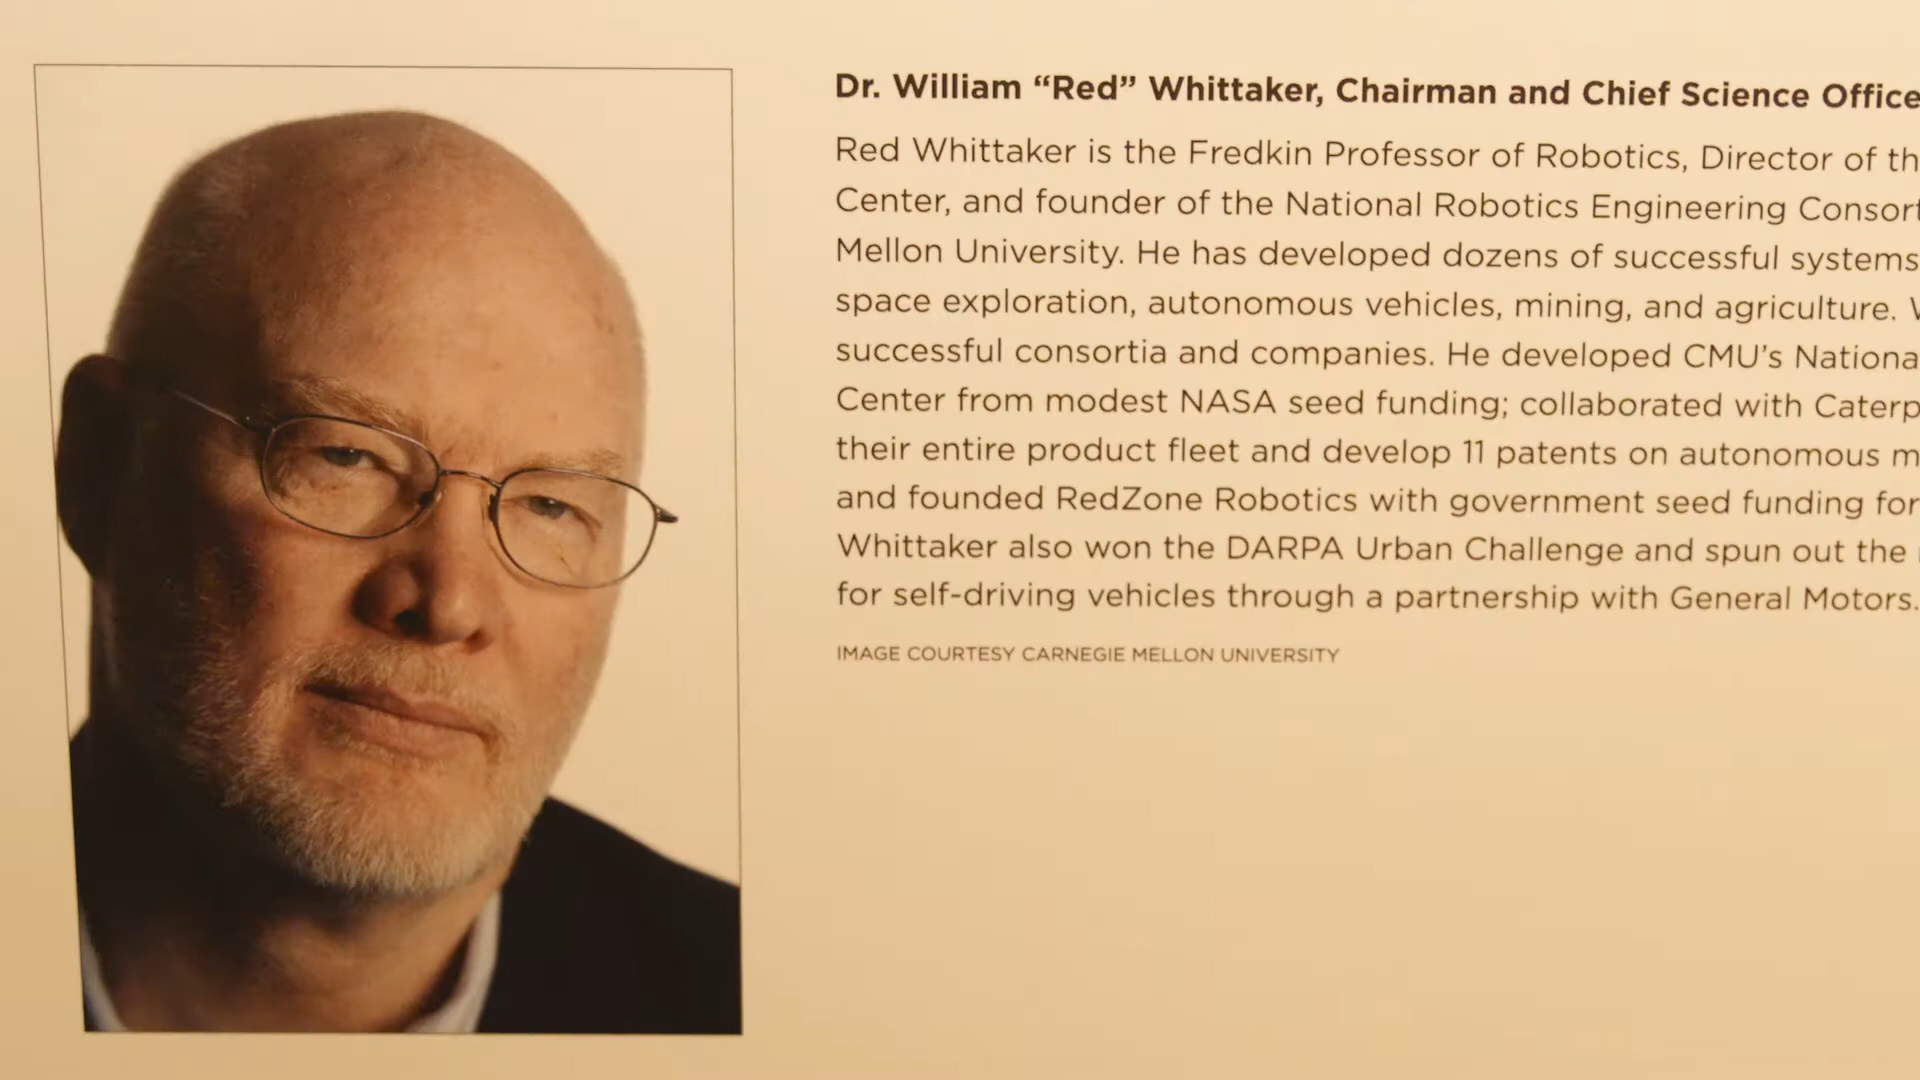 Dr. William “Red” Whittaker, Chairman and Chief Science
Red Whittaker is the Fredkin Professor of Robotics, Director of
Center, and founder of the National Robotics Engineering
Mellon University. He has developed dozens of successful systems
space exploration, autonomous vehicles, mining, and agriculture.
successful consortia and companies. He developed CMU’s
Center from modest NASA seed funding; collaborated with
their entire product fleet and develop 11 patents on autonomous
and founded RedZone Robotics with government seed funding for
Whittaker also won the DARPA Urban Challenge and spun out the
for self-driving vehicles through a partnership with General Motors.
IMAGE COURTESY CARNEGIE MELLON UNIVERSITY